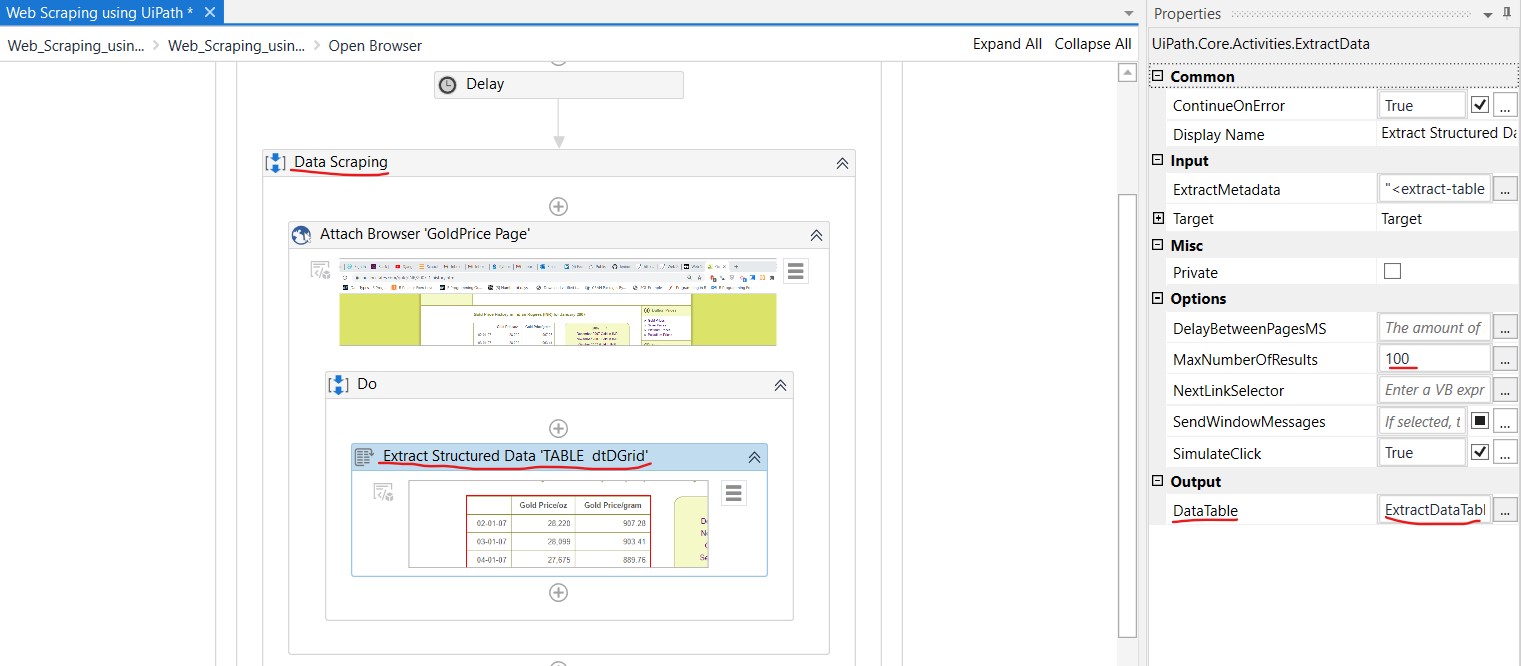 Web Scraping using UiPath *
Web_Scraping_usin... > Web_Scraping_usin... > Open Browser
Expand All Collapse All
Delay
Data Scraping
Attach Browser 'GoldPrice Page'
Do
Extract Structured Data 'TABLE dtDGrid'
Gold Price/oz Gold Price/gram
02-01-07 28,220 907.28
03-01-07 28,099 903.41
04-01-07 27,675 889.76
Properties
UiPath.Core.Activities.ExtractData
Common
ContinueOnError True ...
Display Name Extract Structured Da
Input
ExtractMetadata "<extract-table ...
Target Target
Misc
Private
Options
DelayBetweenPagesMS The amount of ...
MaxNumberOfResults 100 ...
NextLinkSelector Enter a VB expr ...
SendWindowMessages If selected, t ...
SimulateClick True ...
Output
DataTable ExtractDataTabl ...